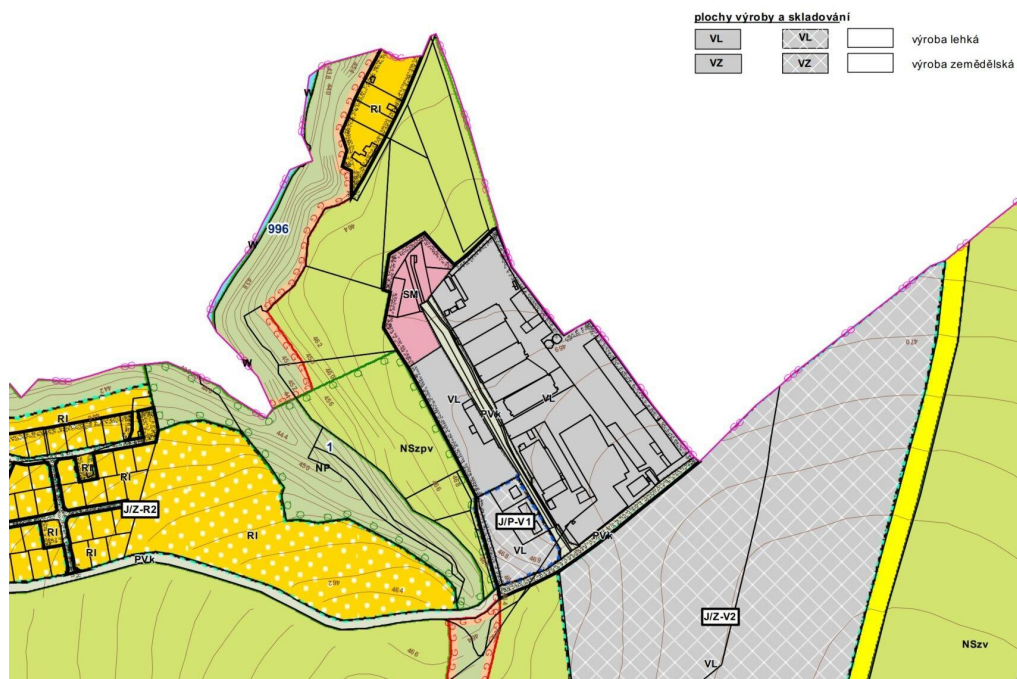 plochy výroby a skladování
VL VL výroba lehká
VZ VZ výroba zemědělská
W
RI
996
W
SM
W
VL
PVk
VL
RI
1
NP
NSzpv
RI
RI
J/Z-R2
RI
RI
RI
PVk
J/P-V1
VL
PVk
J/Z-V2
VL
NSzv